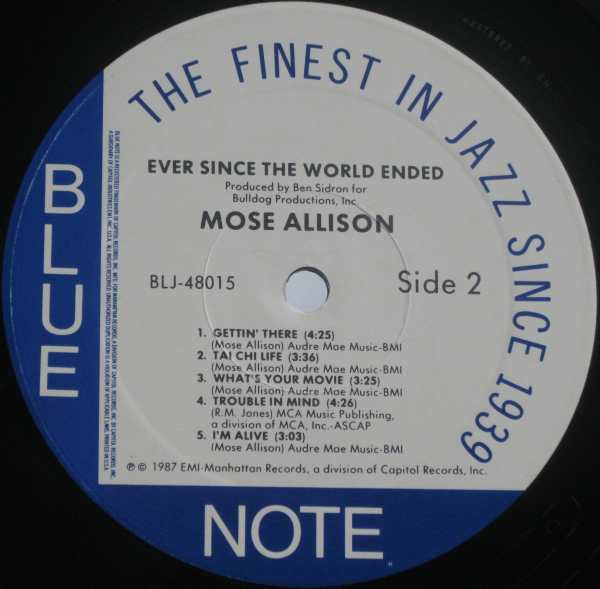 THE FINEST IN JAZZ SINCE 1939
BLUE
EVER SINCE THE WORLD ENDED
Produced by Ben Sidron for
Bulldog Productions, Inc.
MOSE ALLISON
BLJ-48015
Side 2
1. GETTIN' THERE (4:25)
(Mose Allison) Audre Mae Music-BMI
2. TAI CHI LIFE (3:36)
(Mose Allison) Audre Mae Music-BMI
3. WHAT'S YOUR MOVIE (3:25)
(Mose Allison) Audre Mae Music-BMI
4. TROUBLE IN MIND (4:26)
(R.M. Jones) MCA Music Publishing,
a division of MCA, Inc.-ASCAP
5. I'M ALIVE (3:03)
(Mose Allison) Audre Mae Music-BMI
℗ © 1987 EMI-Manhattan Records, a division of Capitol Records, Inc.
NOTE